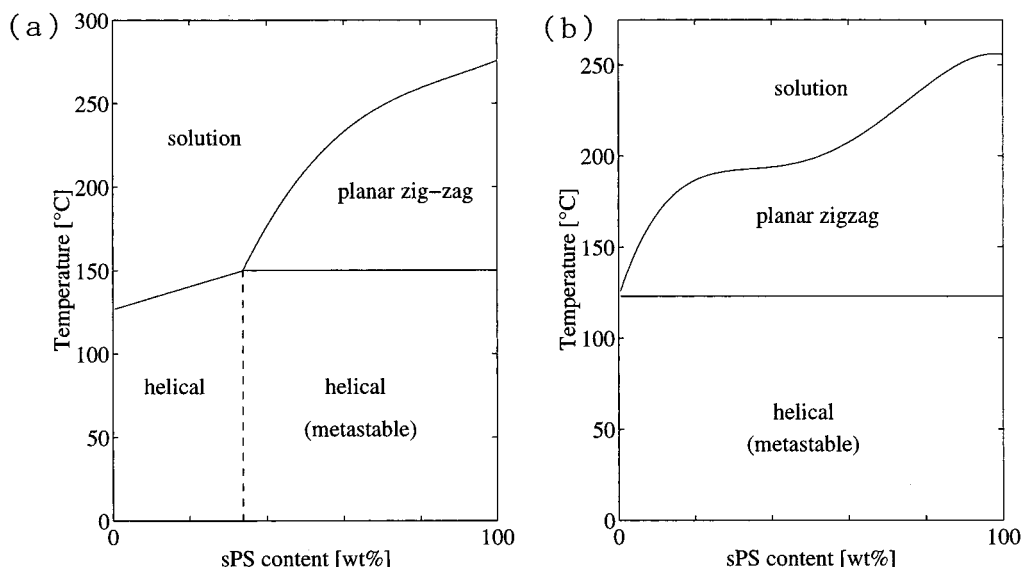 (a)
300
250
200
150
100
50
0
Temperature [°C]
solution
planar zig-zag
helical
helical
(metastable)
0
100
sPS content [wt%]
(b)
250
200
150
100
50
0
Temperature [°C]
solution
planar zigzag
helical
(metastable)
0
100
sPS content [wt%]